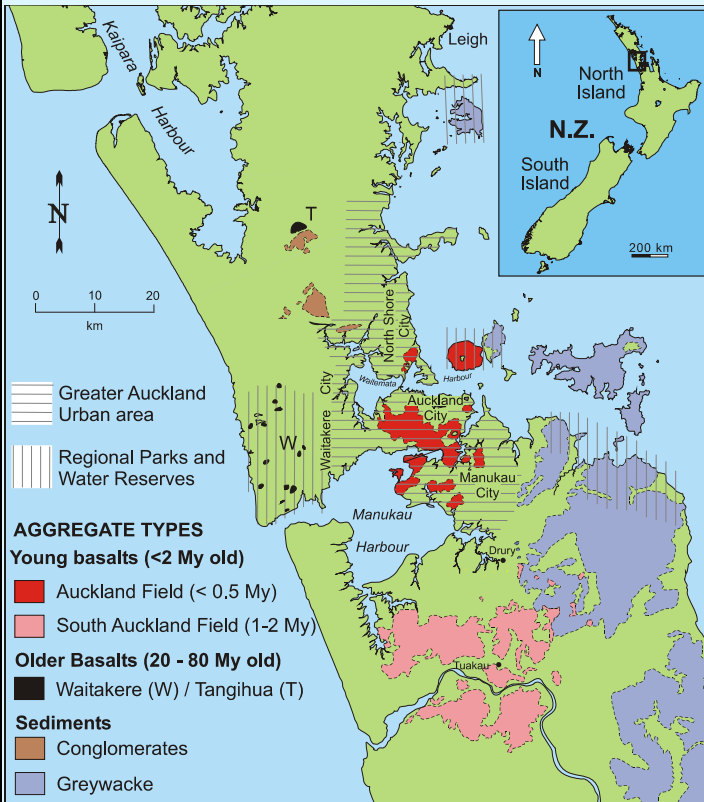 Kaipara
Harbour
Leigh
N
North
Island
N.Z.
South
Island
200 km
N
T
0 10 20
km
North Shore
City
Waitemata
Harbour
Auckland
City
Waitakere City
W
Manukau
City
Manukau
Harbour
Drury
Tuakau
Greater Auckland
Urban area
Regional Parks and
Water Reserves
AGGREGATE TYPES
Young basalts (<2 My old)
Auckland Field (< 0.5 My)
South Auckland Field (1-2 My)
Older Basalts (20 - 80 My old)
Waitakere (W) / Tangihua (T)
Sediments
Conglomerates
Greywacke